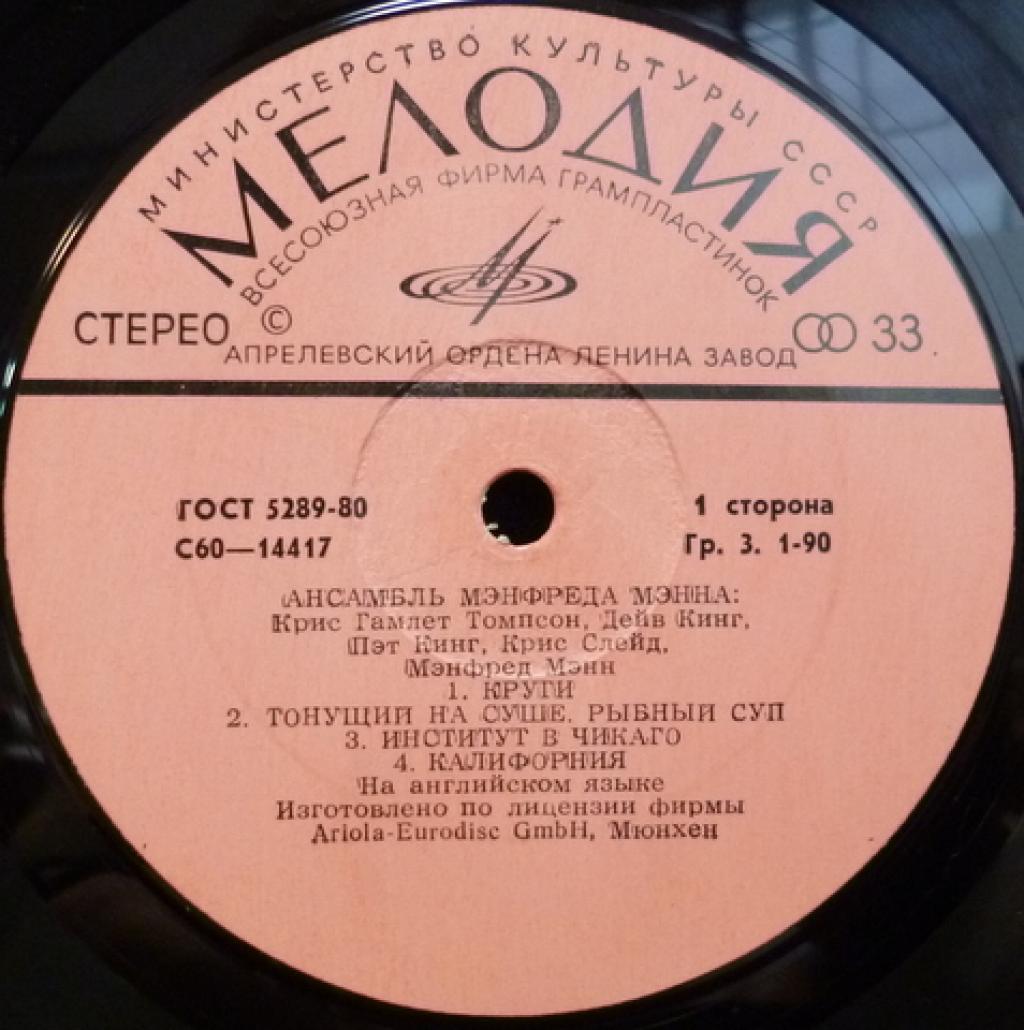 МИНИСТЕРСТВО КУЛЬТУРЫ СССР
МЕЛОДИЯ
ВСЕСОЮЗНАЯ ФИРМА ГРАМПЛАСТИНОК
СТЕРЕО © 33
АПРЕЛЕВСКИЙ ОРДЕНА ЛЕНИНА ЗАВОД
ГОСТ 5289-80 1 сторона
С60—14417 Гр. 3. 1-90
АНСАМБЛЬ МЭНФРЕДА МЭННА:
Крис Гамлет Томпсон, Дейв Кинг,
Пэт Кинг, Крис Слейд,
Мэнфред Мэнн
1. КРУГИ
2. ТОНУЩИЙ НА СУШЕ. РЫБНЫЙ СУП
3. ИНСТИТУТ В ЧИКАГО
4. КАЛИФОРНИЯ
На английском языке
Изготовлено по лицензии фирмы
Ariola-Eurodisc GmbH, Мюнхен